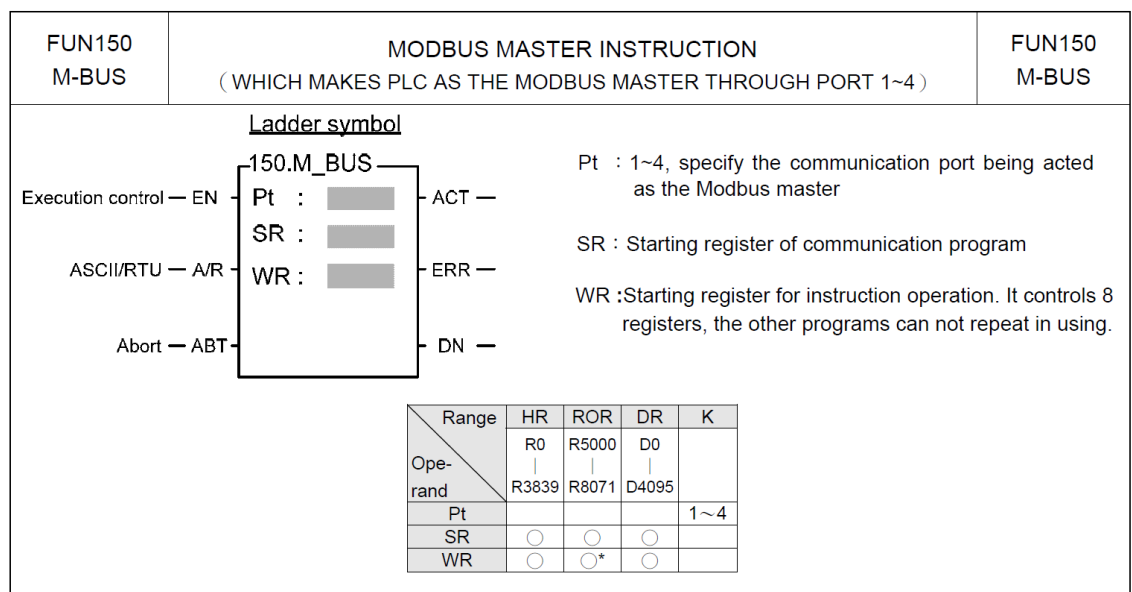 FUN150
M-BUS
MODBUS MASTER INSTRUCTION
（WHICH MAKES PLC AS THE MODBUS MASTER THROUGH PORT 1~4）
FUN150
M-BUS
Ladder symbol
150.M_BUS
Execution control EN Pt : ACT
SR :
ASCII/RTU A/R WR : ERR
Abort ABT DN
Pt : 1~4, specify the communication port being acted
as the Modbus master
SR : Starting register of communication program
WR :Starting register for instruction operation. It controls 8
registers, the other programs can not repeat in using.
Range HR ROR DR K
Ope-
rand
R0 R5000 D0
| | |
R3839 R8071 D4095
Pt 1～4
SR ○ ○ ○
WR ○ ○* ○